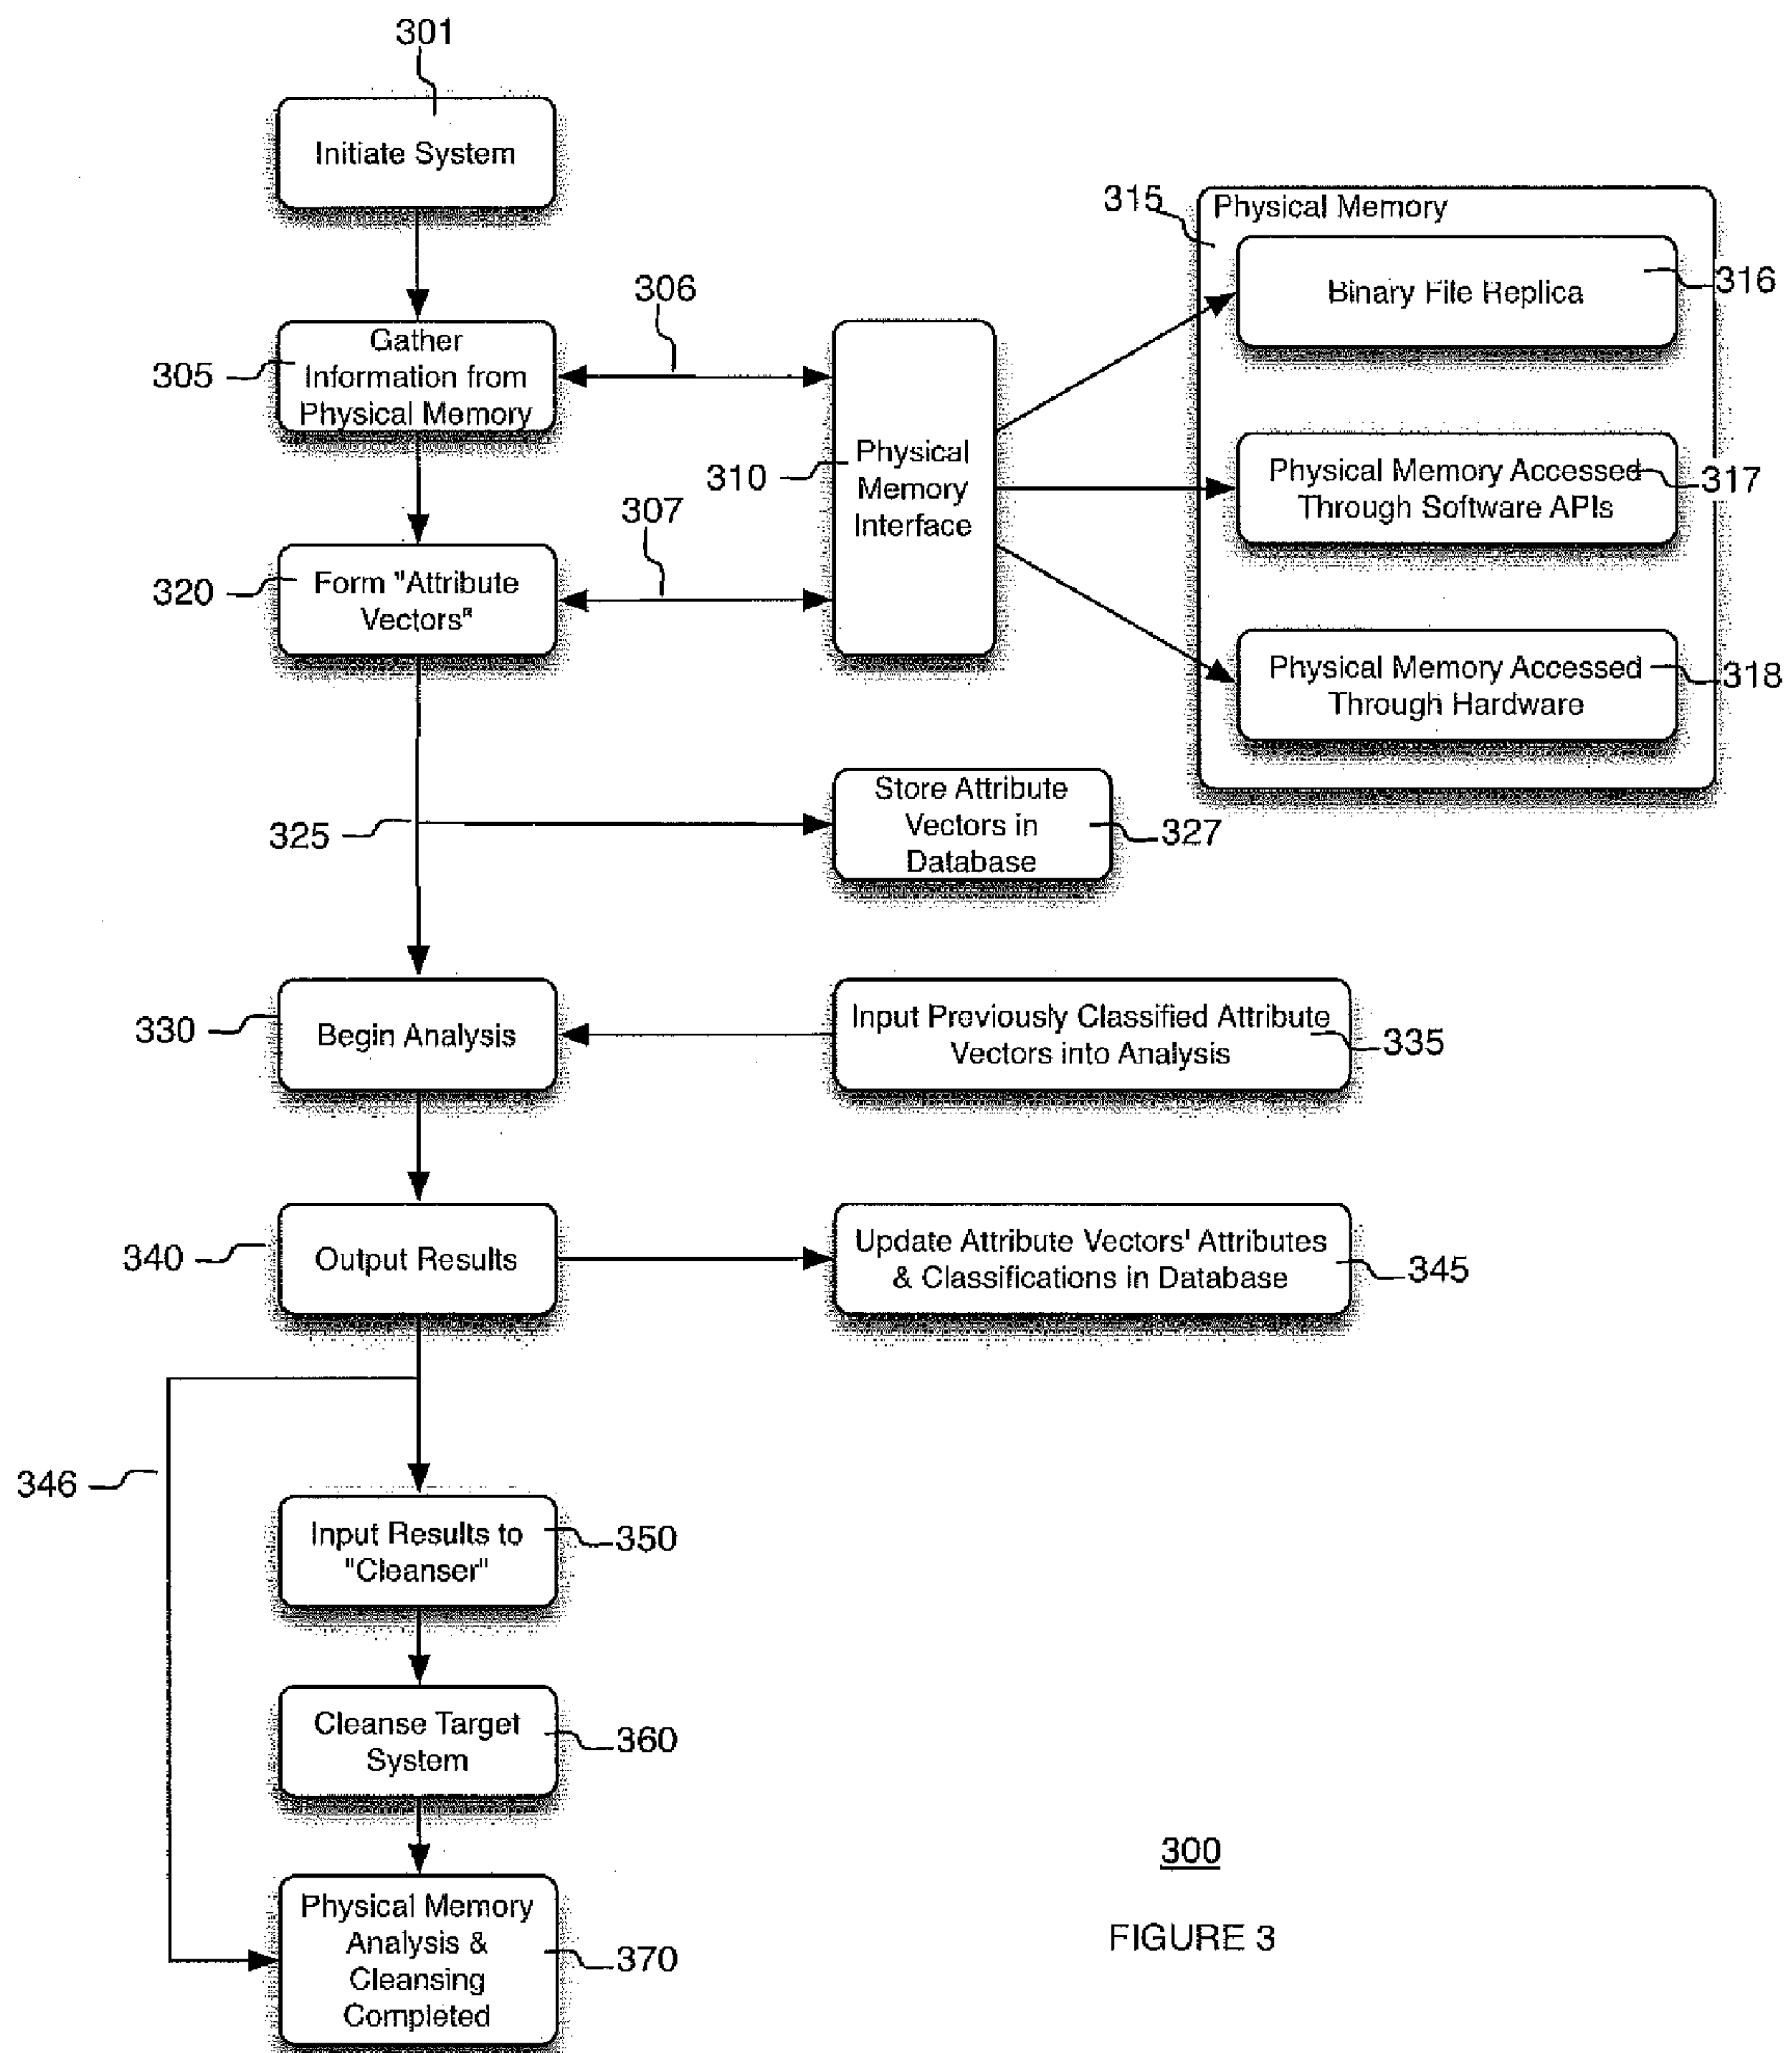 301
Initiate System
315
Physical Memory
Binary File Replica
316
306
Gather
Information from
Physical Memory
305
Physical
Memory
Interface
310
Physical Memory Accessed
Through Software APIs
317
307
Form "Attribute
Vectors"
320
Physical Memory Accessed
Through Hardware
318
325
Store Attribute
Vectors in
Database
327
330
Begin Analysis
Input Previously Classified Attribute
Vectors into Analysis
335
340
Output Results
Update Attribute Vectors' Attributes
& Classifications in Database
345
346
Input Results to
"Cleanser"
350
Cleanse Target
System
360
Physical Memory
Analysis &
Cleansing
Completed
370
300
FIGURE 3